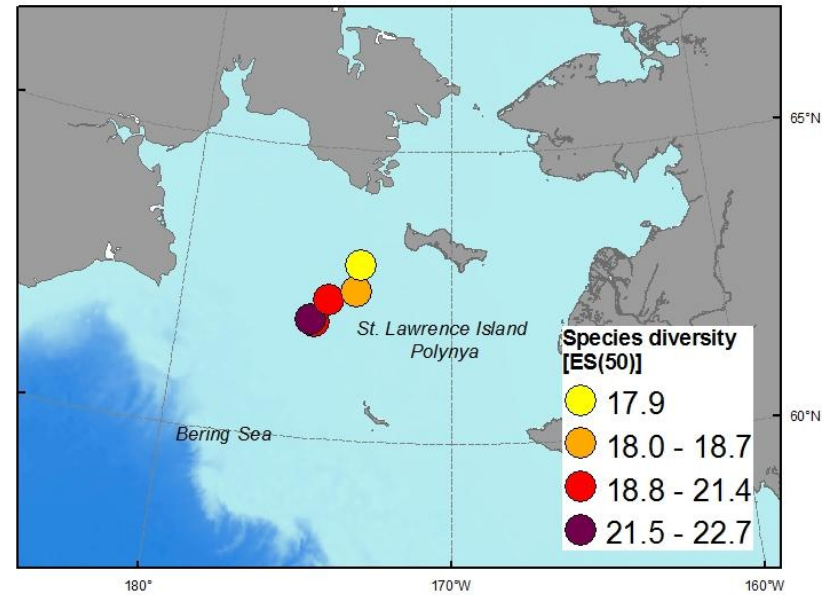 65°N
St. Lawrence Island
Polynya
Species diversity
[ES(50)]
17.9
18.0 - 18.7
18.8 - 21.4
21.5 - 22.7
60°N
Bering Sea
180°
170°W
160°W